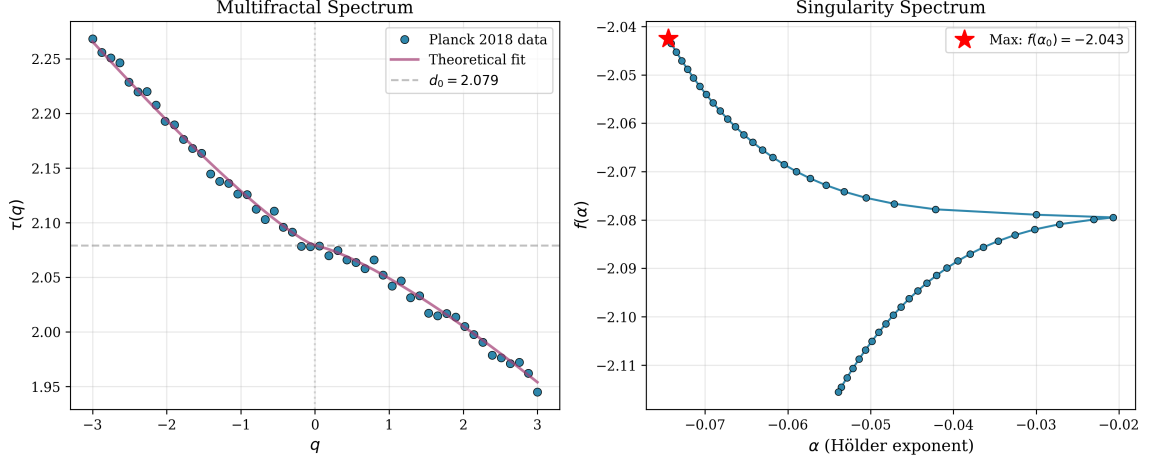 Multifractal Spectrum
Planck 2018 data
Theoretical fit
d₀ = 2.079
2.25
2.20
2.15
2.10
2.05
2.00
1.95
τ(q)
−3
−2
−1
0
1
2
3
q
Singularity Spectrum
Max: f(α₀) = −2.043
−2.04
−2.05
−2.06
−2.07
−2.08
−2.09
−2.10
−2.11
f(α)
−0.07
−0.06
−0.05
−0.04
−0.03
−0.02
α (Hölder exponent)